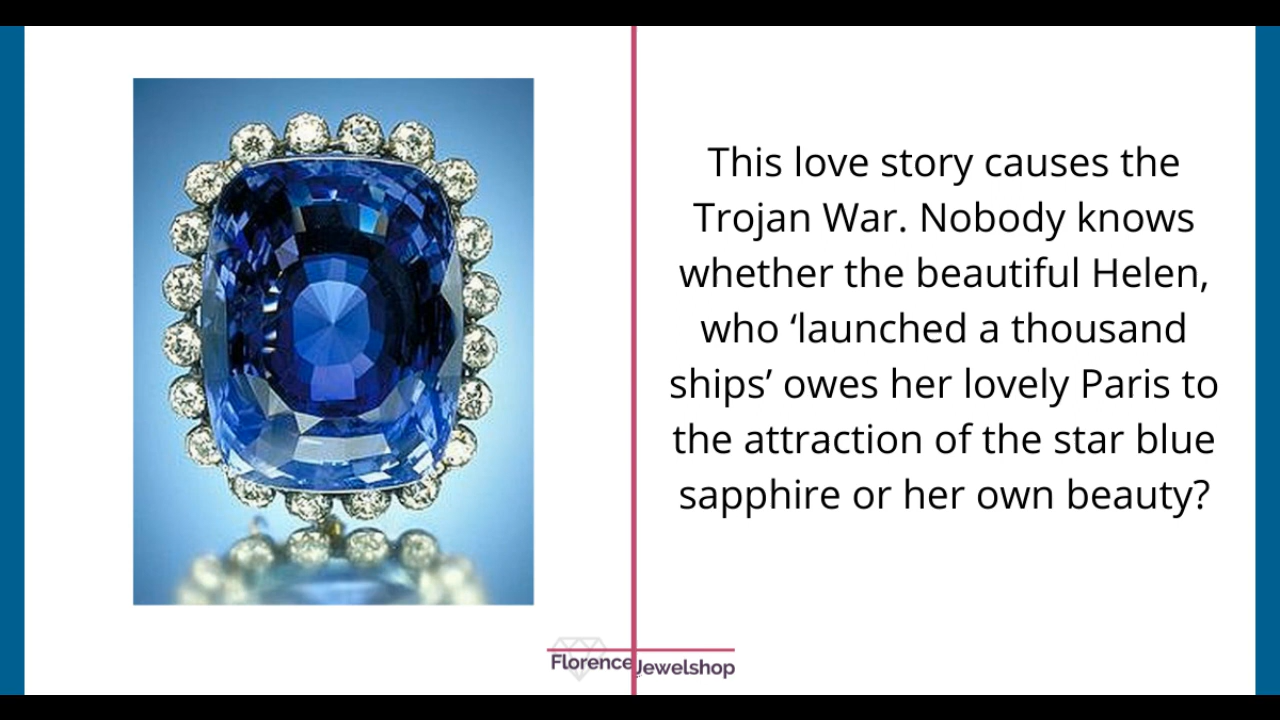 This love story causes the
Trojan War. Nobody knows
whether the beautiful Helen,
who ‘launched a thousand
ships’ owes her lovely Paris to
the attraction of the star blue
sapphire or her own beauty?
Florence Jewelshop